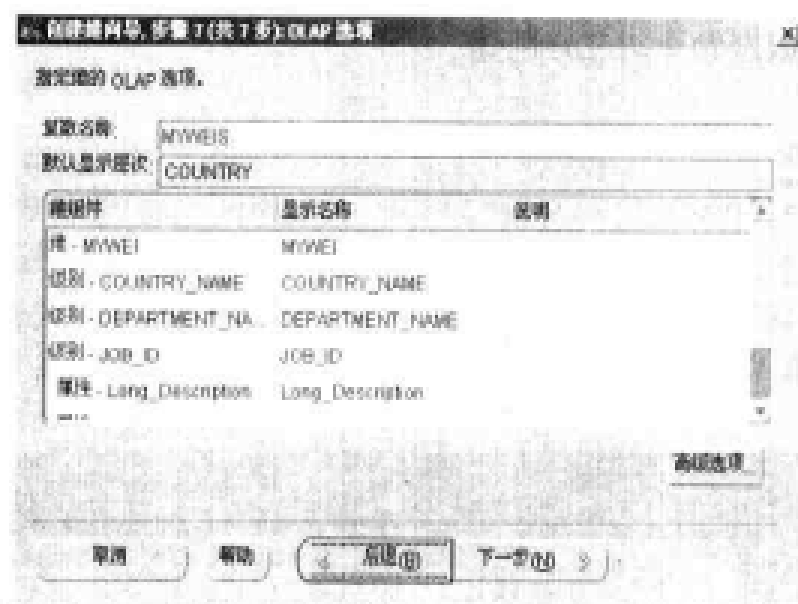 创建维向导, 步骤 7 (共 7 步): OLAP 选项
指定维的 OLAP 选项。
复数名称: MYWEIS
默认显示层次: COUNTRY
维组件 显示名称 说明
维 - MYWEI MYWEI
级别 - COUNTRY_NAME COUNTRY_NAME
级别 - DEPARTMENT_NA... DEPARTMENT_NAME
级别 - JOB_ID JOB_ID
属性 - Long_Description Long_Description
高级选项...
取消 帮助 后退(B) 下一步(N)